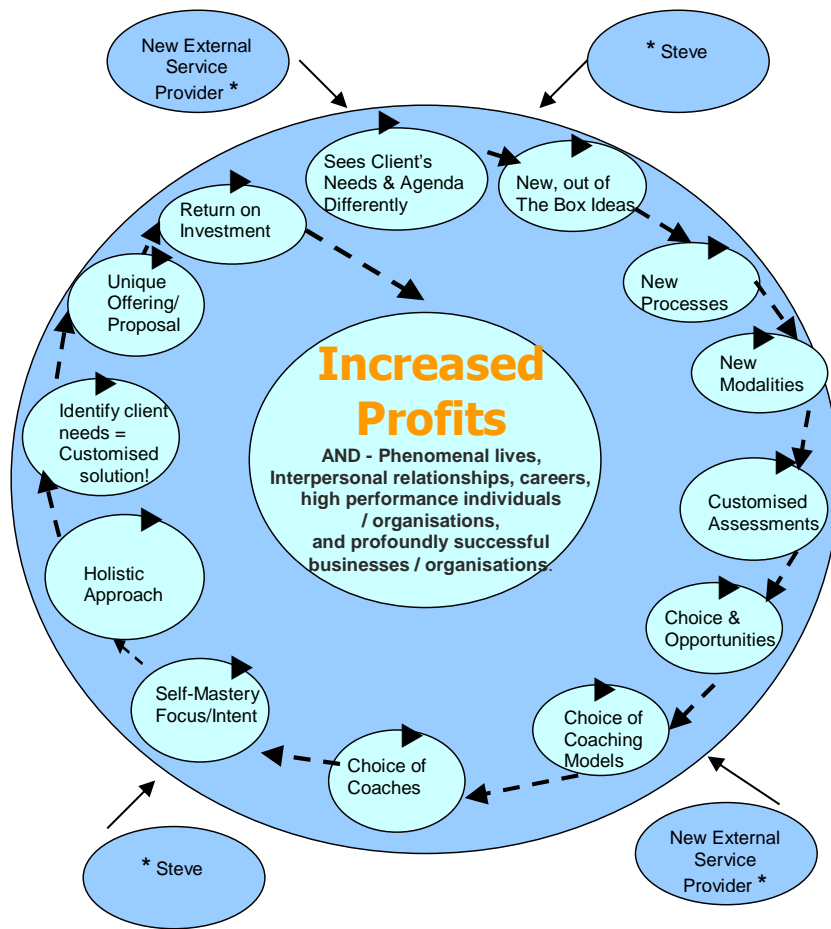 New External
Service
Provider *
* Steve
Sees Client's
Needs & Agenda
Differently
New, out of
The Box Ideas
New
Processes
New
Modalities
Customised
Assessments
Choice &
Opportunities
Choice of
Coaching
Models
Choice of
Coaches
Self-Mastery
Focus/Intent
Holistic
Approach
Identify client
needs =
Customised
solution!
Unique
Offering/
Proposal
Return on
Investment
Increased
Profits
AND - Phenomenal lives,
Interpersonal relationships, careers,
high performance individuals
/ organisations,
and profoundly successful
businesses / organisations.
* Steve
New External
Service
Provider *